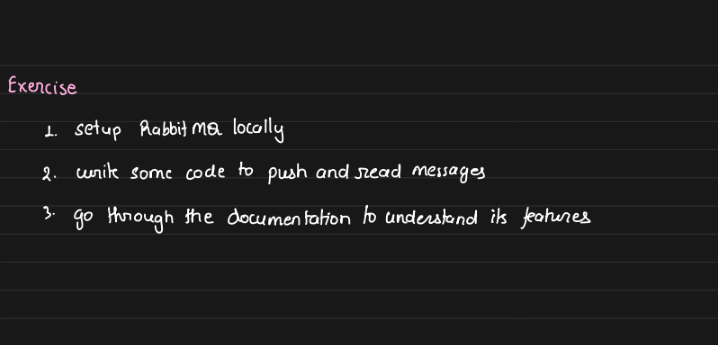 Exercise
1. setup RabbitMQ locally
2. write some code to push and read messages
3. go through the documentation to understand its features